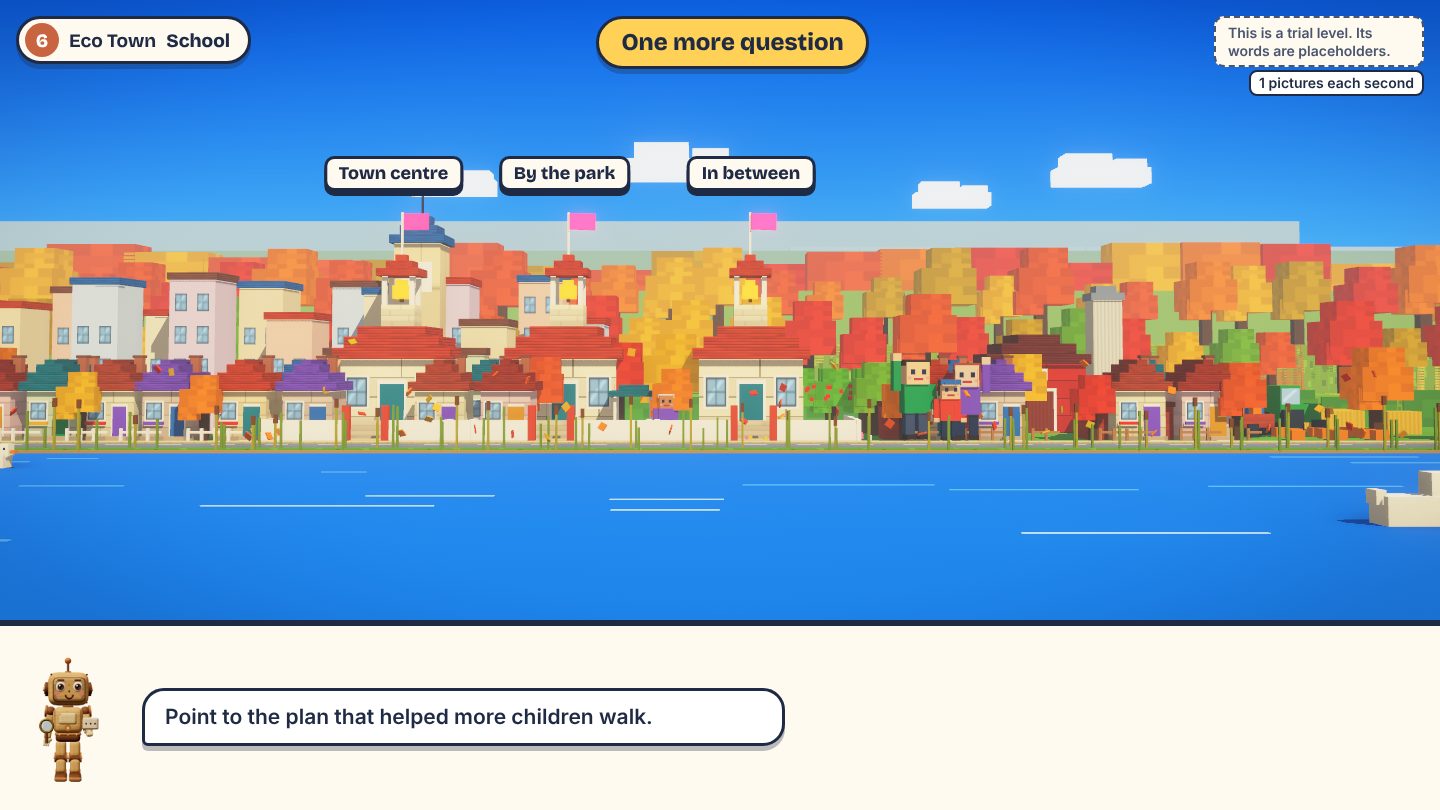 6 Eco Town School
One more question
This is a trial level. Its
words are placeholders.
1 pictures each second
Town centre
By the park
In between
Point to the plan that helped more children walk.